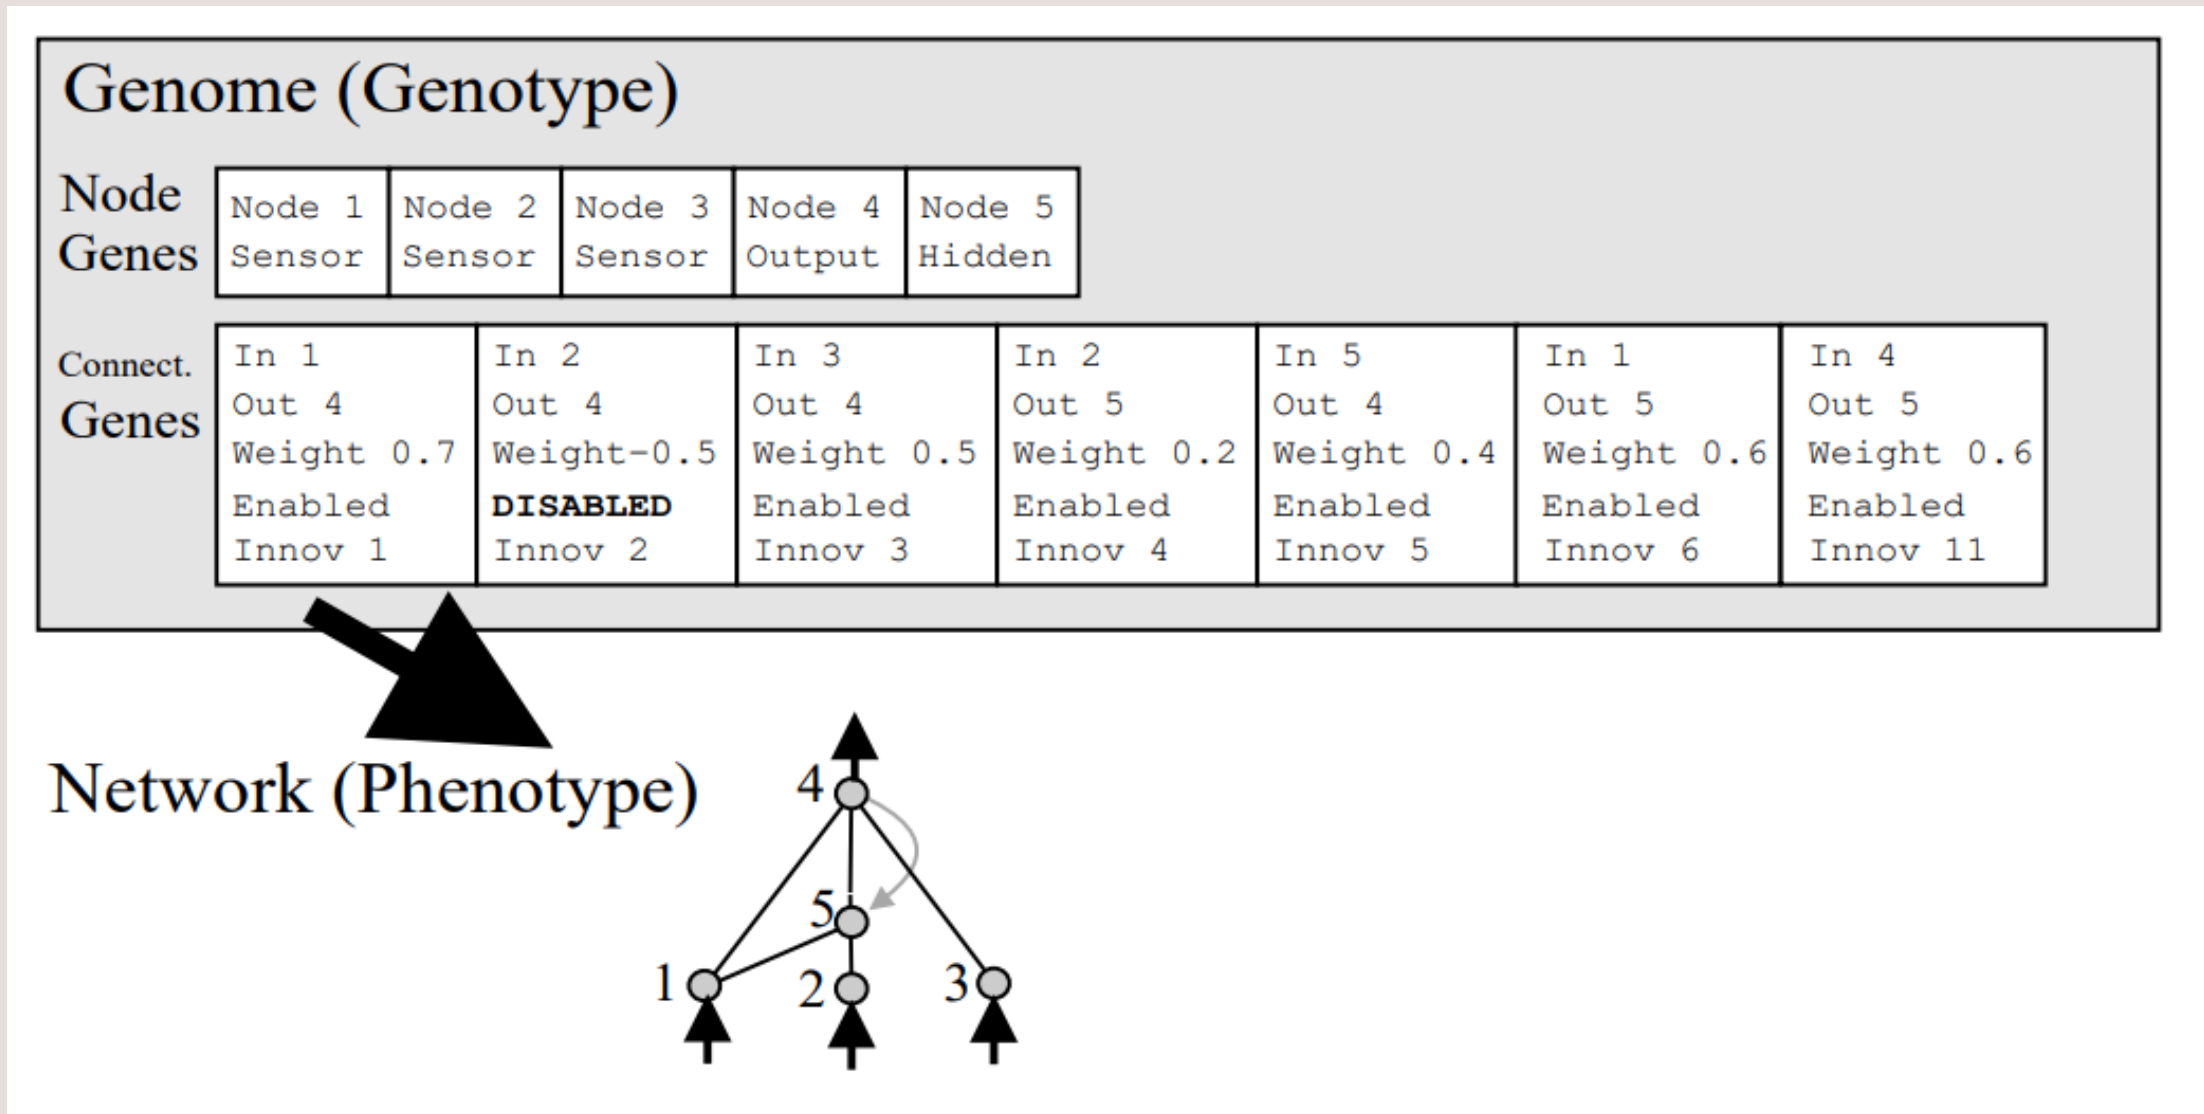 Genome (Genotype)
Node Genes
Node 1 Node 2 Node 3 Node 4 Node 5
Sensor Sensor Sensor Output Hidden
Connect. Genes
In 1 In 2 In 3 In 2 In 5 In 1 In 4
Out 4 Out 4 Out 4 Out 5 Out 4 Out 5 Out 5
Weight 0.7 Weight-0.5 Weight 0.5 Weight 0.2 Weight 0.4 Weight 0.6 Weight 0.6
Enabled DISABLED Enabled Enabled Enabled Enabled Enabled
Innov 1 Innov 2 Innov 3 Innov 4 Innov 5 Innov 6 Innov 11
Network (Phenotype)
4
5
1 2 3